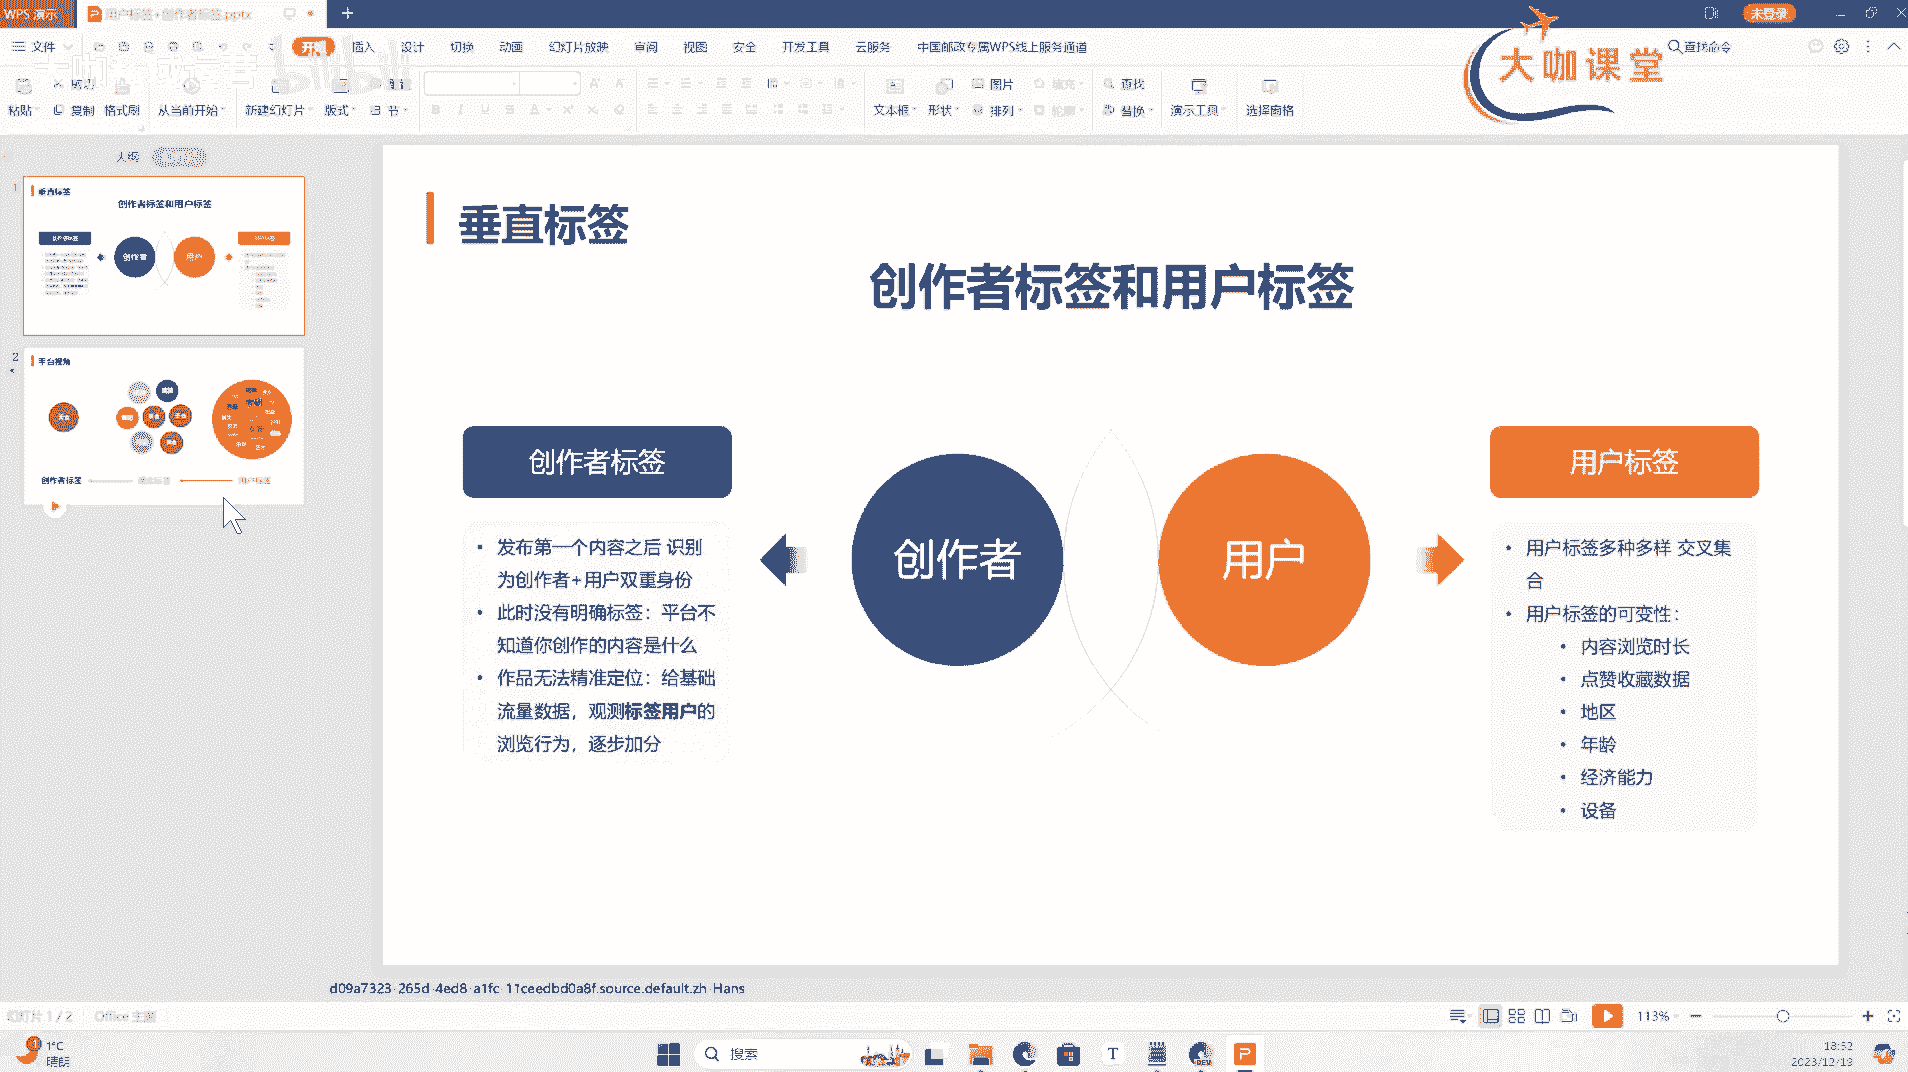 WPS 演示
用户标签+创作者标签.pptx
未登录
文件
开始
插入
设计
切换
动画
幻灯片放映
审阅
视图
安全
开发工具
云服务
中国邮政专属WPS线上服务通道
查找命令
大咖课堂
粘贴
剪切
复制
格式刷
从当前开始
新建幻灯片
版式
节
文本框
形状
图片
排列
填充
轮廓
查找
替换
演示工具
选择窗格
大纲
1
垂直标签
创作者标签和用户标签
创作者
用户
2
平台视角
创作者标签
垂直标签
创作者标签和用户标签
创作者标签
• 发布第一个内容之后 识别
为创作者+用户双重身份
• 此时没有明确标签：平台不
知道你创作的内容是什么
• 作品无法精准定位：给基础
流量数据，观测标签用户的
浏览行为，逐步加分
创作者
用户
用户标签
• 用户标签多种多样 交叉集
合
• 用户标签的可变性：
• 内容浏览时长
• 点赞收藏数据
• 地区
• 年龄
• 经济能力
• 设备
d09a7323-265d-4ed8-a1fc-11ceedbd0a8f.source.default.zh-Hans
幻灯片 1 / 2
Office 主题
113%
1°C
晴朗
搜索
18:52
2023/12/19